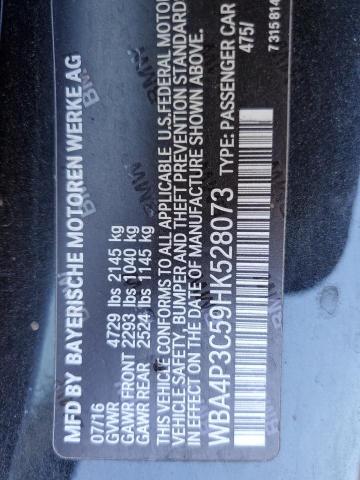 MFD BY BAYERISCHE MOTOREN WERKE AG
07/16
GVWR 4729 lbs 2145 kg
GAWR FRONT 2293 lbs 1040 kg
GAWR REAR 2524 lbs 1145 kg
THIS VEHICLE CONFORMS TO ALL APPLICABLE U.S. FEDERAL MOTOR
VEHICLE SAFETY, BUMPER AND THEFT PREVENTION STANDARD
IN EFFECT ON THE DATE OF MANUFACTURE SHOWN ABOVE.
WBA4P3C59HK528073 TYPE: PASSENGER CAR
475/
7315814